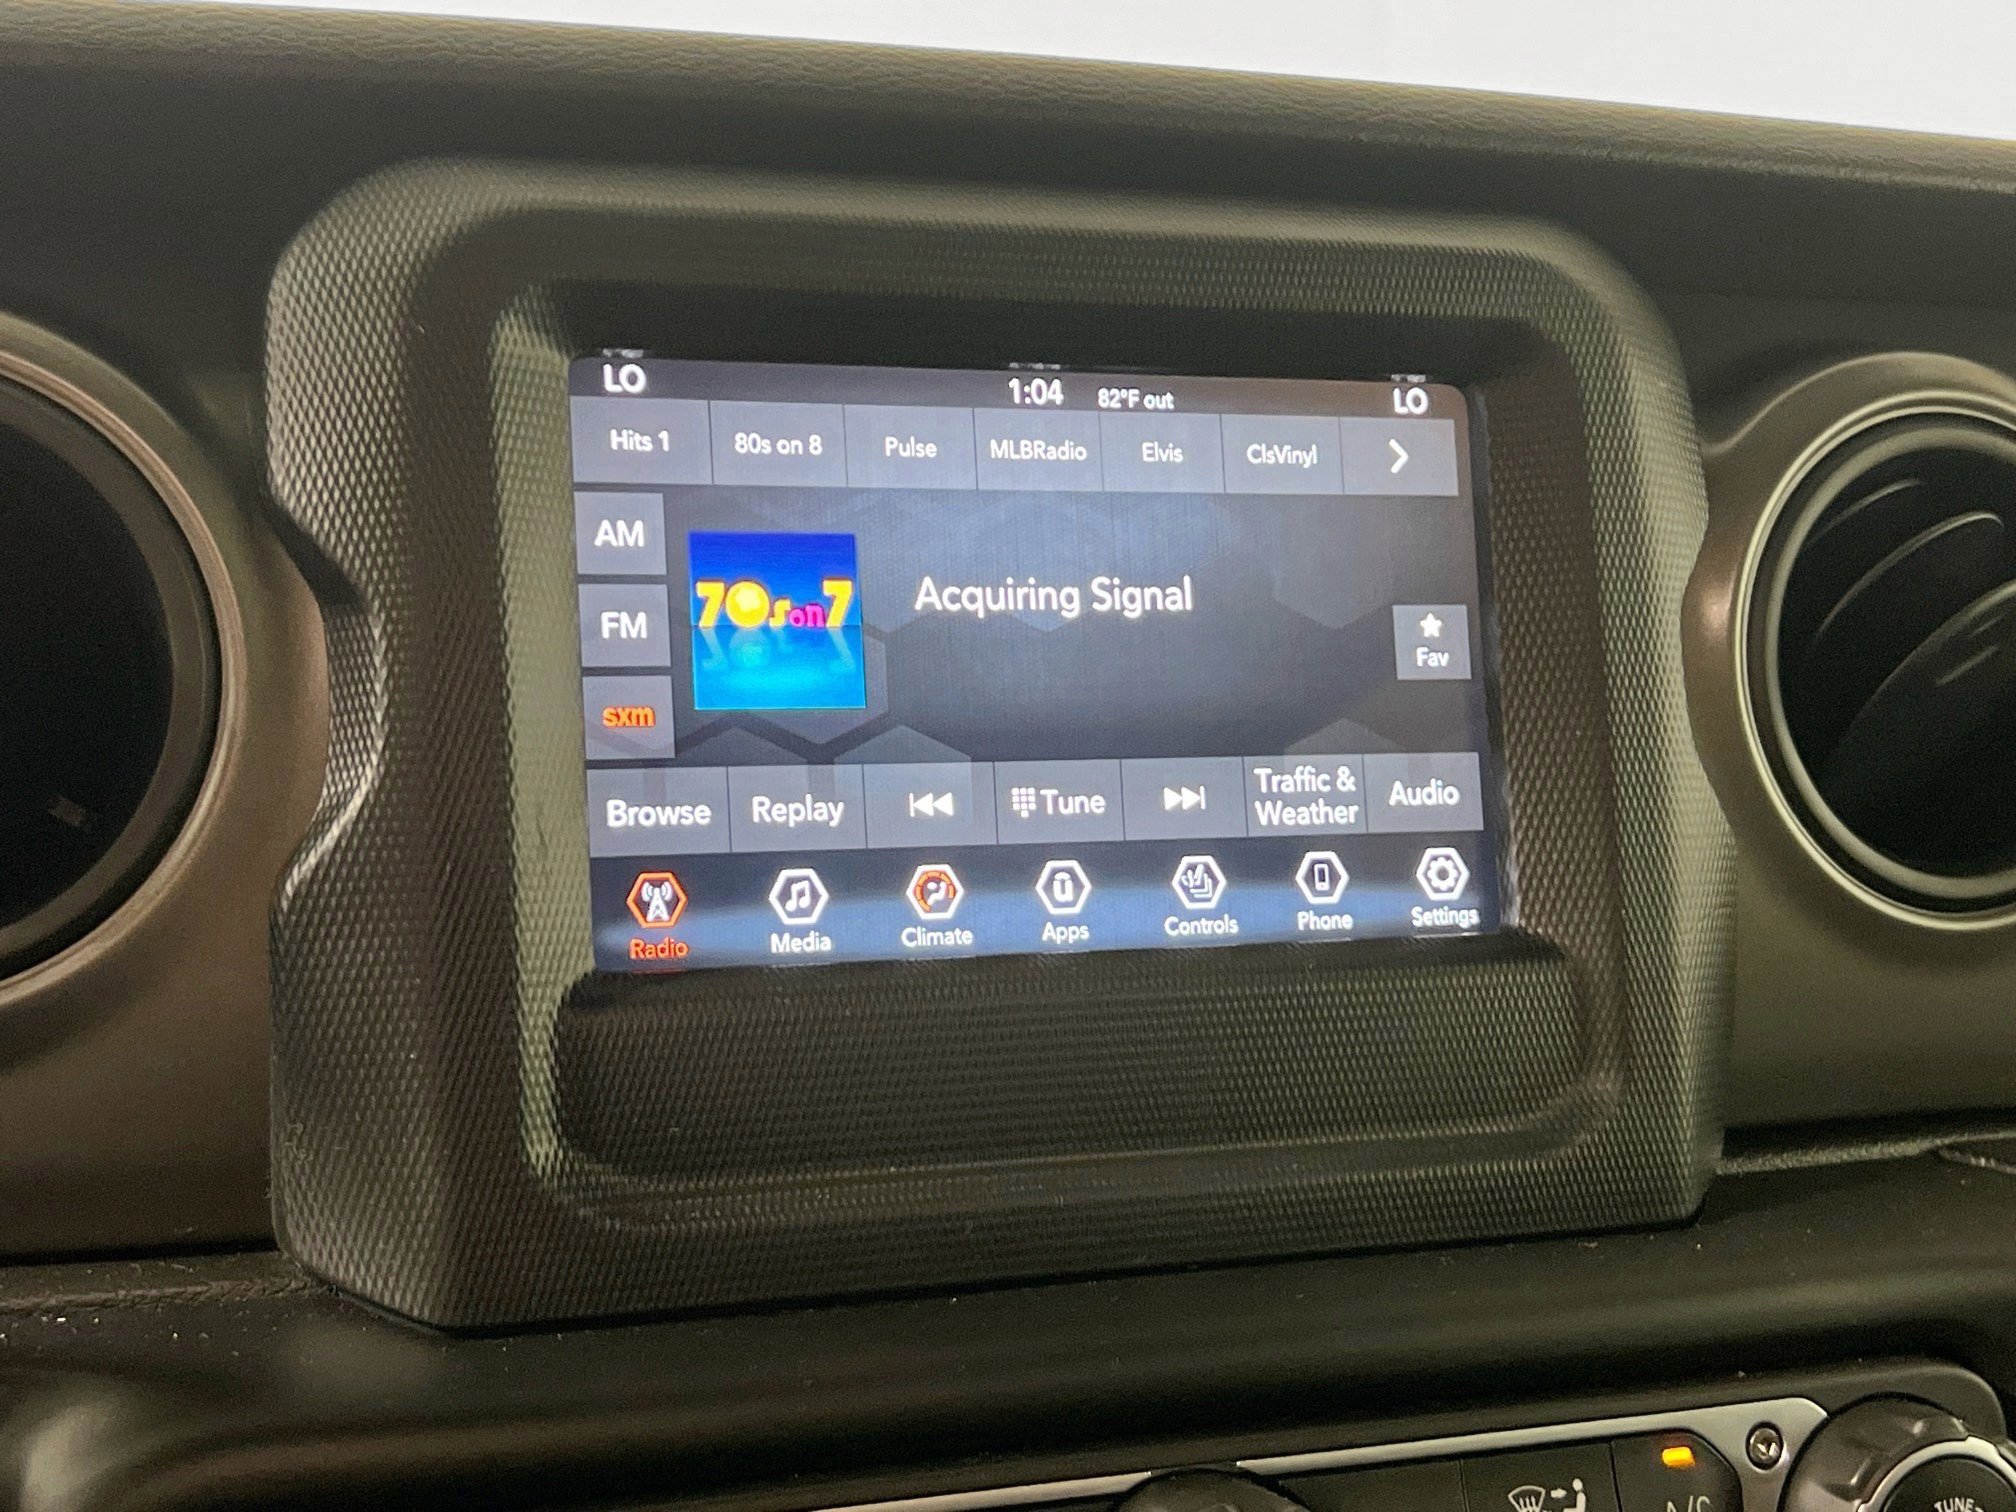 LO 1:04 82°F out LO
Hits 1 80s on 8 Pulse MLBRadio Elvis ClsVinyl
AM
FM
sxm
70s on 7
Acquiring Signal
Fav
Browse Replay Tune Traffic & Weather Audio
Radio Media Climate Apps Controls Phone Settings
A/C
TUNE